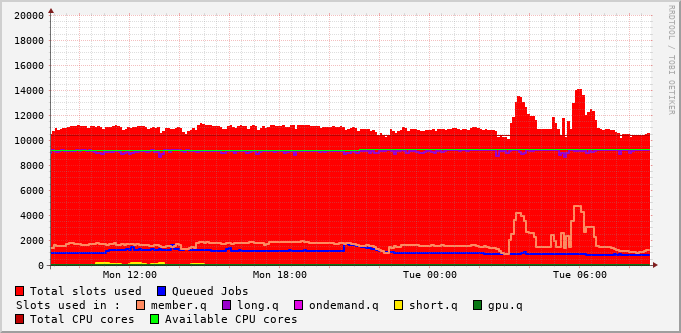 RRDTOOL / TOBI OETIKER
20000
18000
16000
14000
12000
10000
8000
6000
4000
2000
0
Mon 12:00 Mon 18:00 Tue 00:00 Tue 06:00
Total slots used Queued Jobs
Slots used in : member.q long.q ondemand.q short.q gpu.q
Total CPU cores Available CPU cores